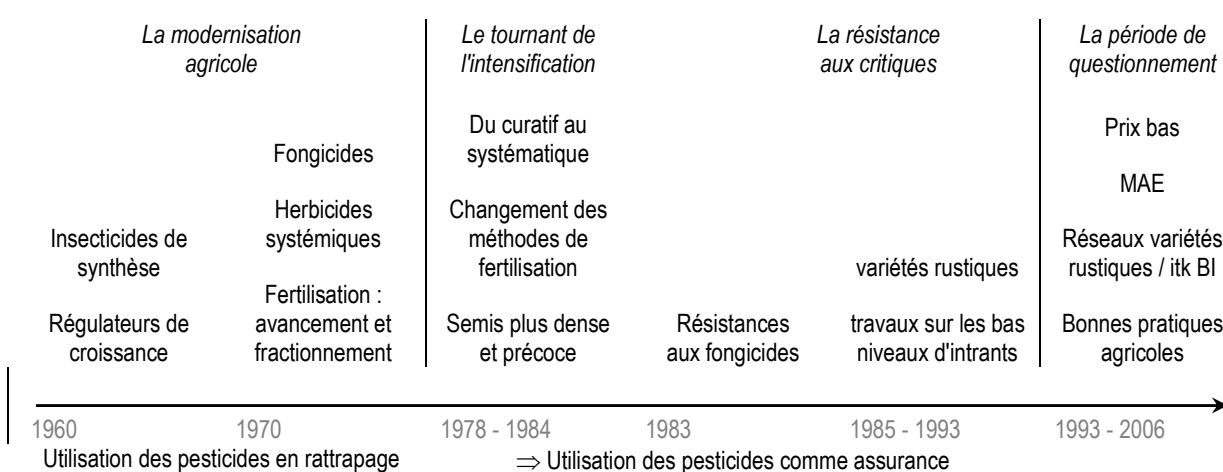 La modernisation
agricole
Le tournant de
l'intensification
La résistance
aux critiques
La période de
questionnement
Insecticides de
synthèse
Régulateurs de
croissance
Fongicides
Herbicides
systémiques
Fertilisation :
avancement et
fractionnement
Du curatif au
systématique
Changement des
méthodes de
fertilisation
Semis plus dense
et précoce
Résistances
aux fongicides
variétés rustiques
travaux sur les bas
niveaux d'intrants
Prix bas
MAE
Réseaux variétés
rustiques / itk BI
Bonnes pratiques
agricoles
1960
1970
1978 - 1984
1983
1985 - 1993
1993 - 2006
Utilisation des pesticides en rattrapage
⇒ Utilisation des pesticides comme assurance